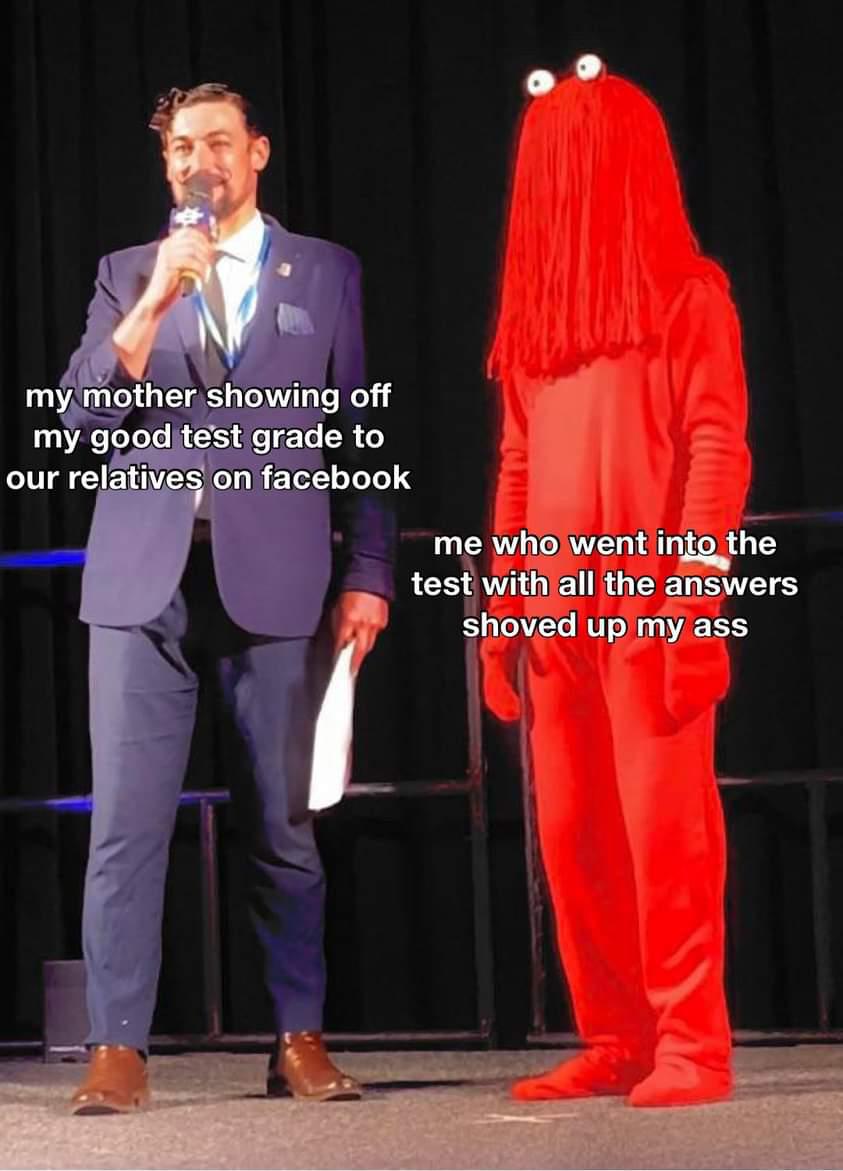 my mother showing off
my good test grade to
our relatives on facebook
me who went into the
test with all the answers
shoved up my ass